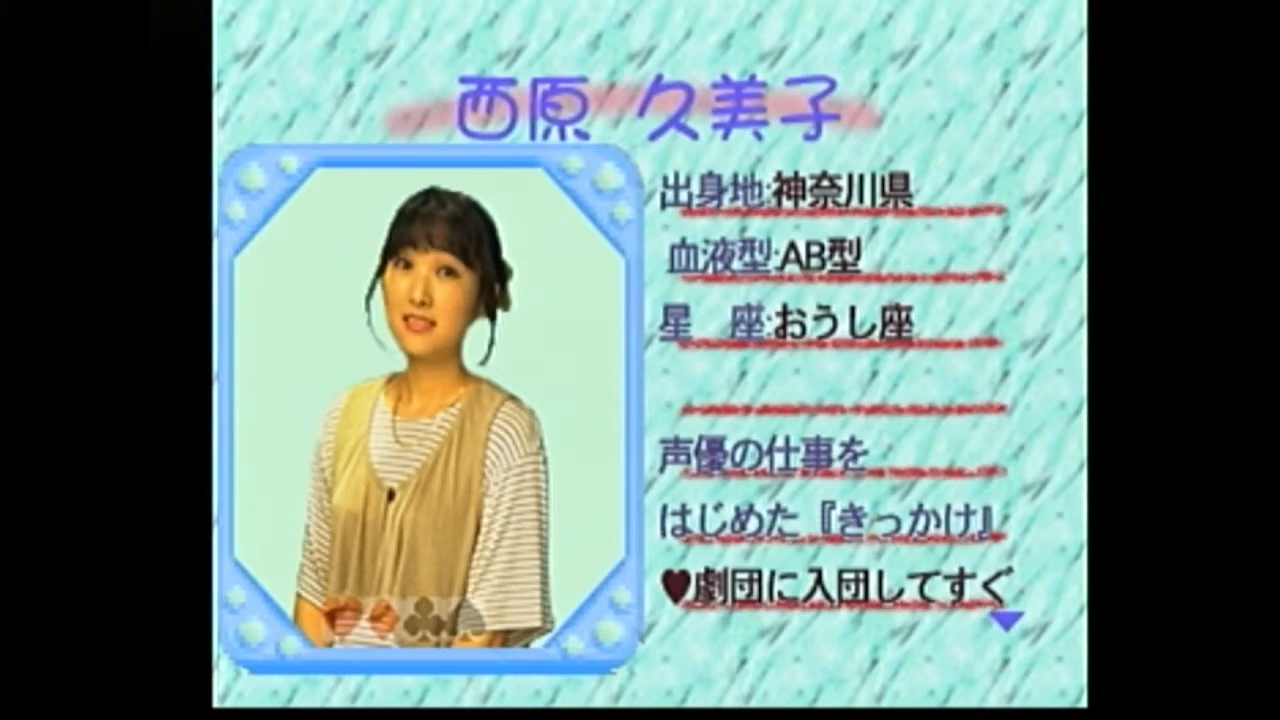 西原 久美子
出身地:神奈川県
血液型:AB型
星　座:おうし座
声優の仕事を
はじめた『きっかけ』
♥劇団に入団してすぐ